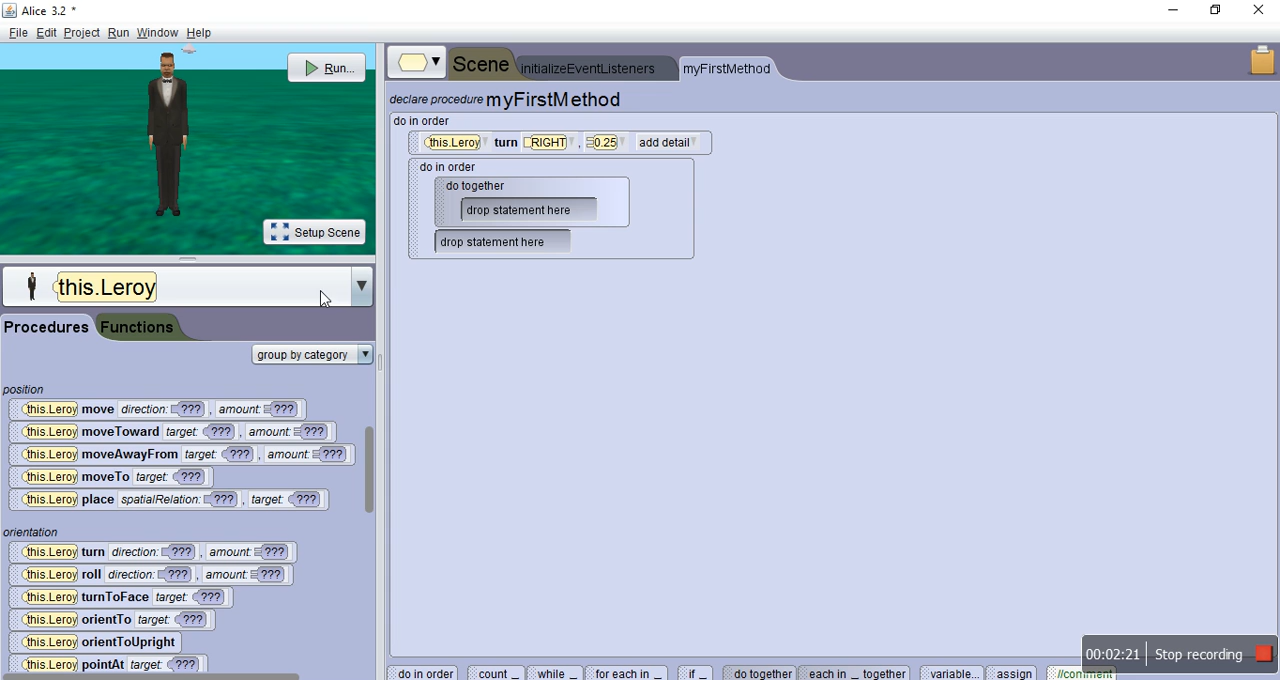 Alice 3.2 *
File Edit Project Run Window Help
Run...
Setup Scene
this.Leroy
Procedures Functions
group by category
position
this.Leroy move direction: ??? , amount: ???
this.Leroy moveToward target: ??? , amount: ???
this.Leroy moveAwayFrom target: ??? , amount: ???
this.Leroy moveTo target: ???
this.Leroy place spatialRelation: ??? , target: ???
orientation
this.Leroy turn direction: ??? , amount: ???
this.Leroy roll direction: ??? , amount: ???
this.Leroy turnToFace target: ???
this.Leroy orientTo target: ???
this.Leroy orientToUpright
this.Leroy pointAt target: ???
Scene initializeEventListeners myFirstMethod
declare procedure myFirstMethod
do in order
this.Leroy turn RIGHT , 0.25 add detail
do in order
do together
drop statement here
drop statement here
do in order count _ while _ for each in _ if _ do together each in _ together variable... assign //comment
00:02:21 Stop recording